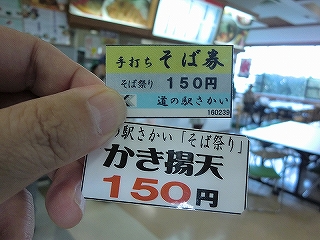 手打ち そば券
そば祭り 150円
道の駅さかい
160239
の駅さかい「そば祭り」
かき揚天
150円